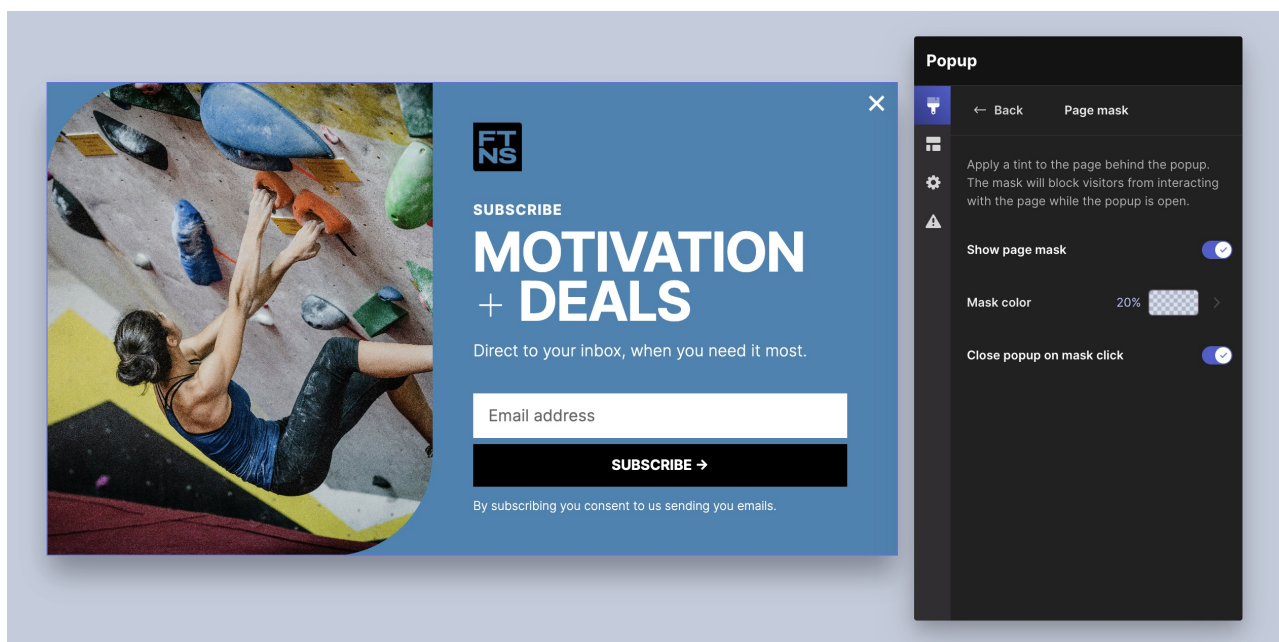 FT
NS
SUBSCRIBE
MOTIVATION
+ DEALS
Direct to your inbox, when you need it most.
Email address
SUBSCRIBE →
By subscribing you consent to us sending you emails.
Popup
← Back
Page mask
Apply a tint to the page behind the popup.
The mask will block visitors from interacting
with the page while the popup is open.
Show page mask
Mask color
20%
Close popup on mask click